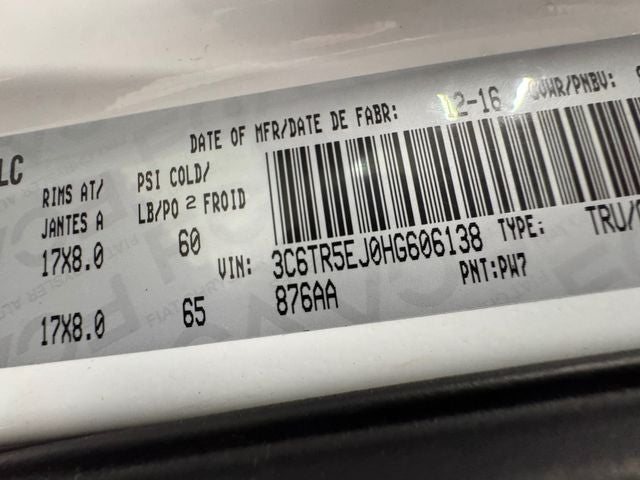 DATE OF MFR/DATE DE FABR: 12-16 GVWR/PNBV:
LC
RIMS AT/
JANTES A
PSI COLD/
LB/PO 2 FROID
17X8.0 60
VIN: 3C6TR5EJ0HG606138 TYPE: TRU/
17X8.0 65
876AA PNT:PW7